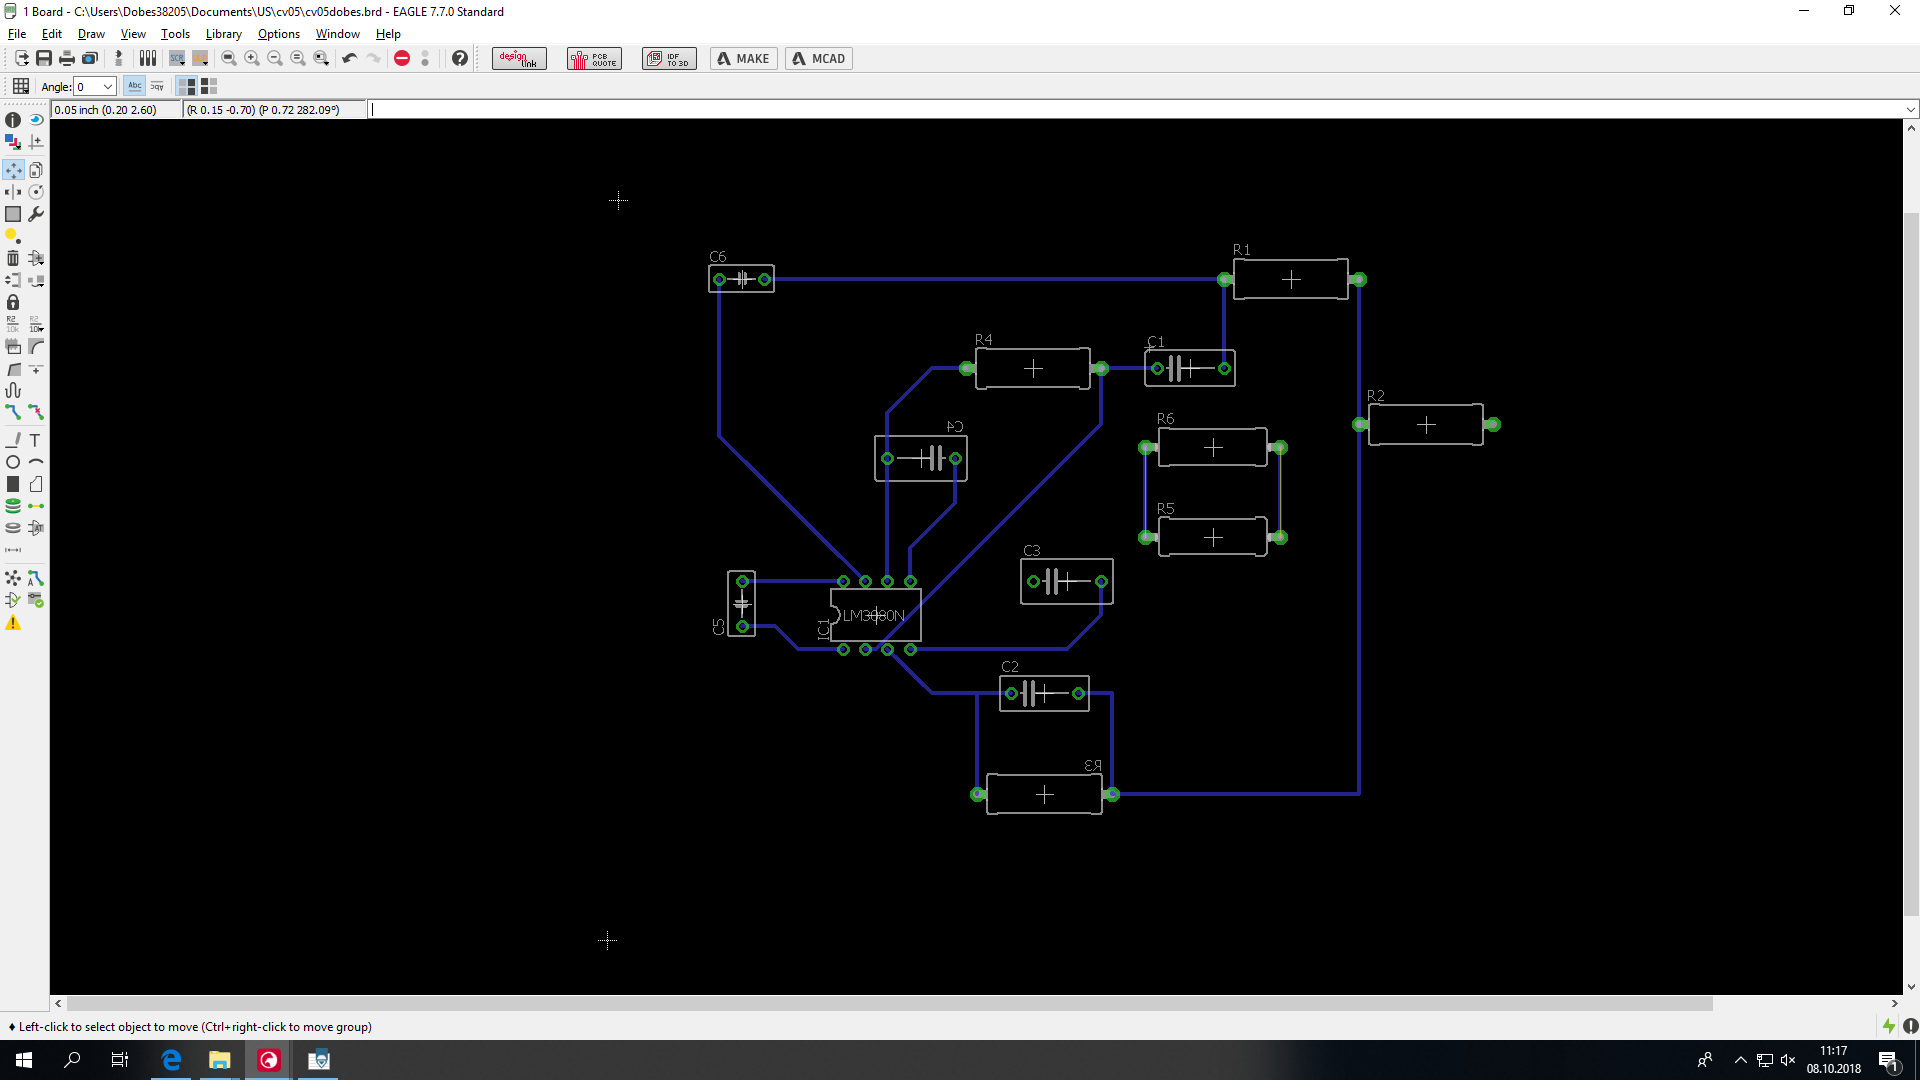 1 Board - C:\Users\Dobes38205\Documents\US\cv05\cv05dobes.brd - EAGLE 7.7.0 Standard
File Edit Draw View Tools Library Options Window Help
design link
PCB QUOTE
IDF TO 3D
MAKE
MCAD
Angle: 0
0.05 inch (0.20 2.60)
(R 0.15 -0.70) (P 0.72 282.09°)
C6
R1
R4
C1
R2
R6
C4
R5
C3
LM3080N
IC1
C5
C2
R3
Left-click to select object to move (Ctrl+right-click to move group)
11:17
08.10.2018
1